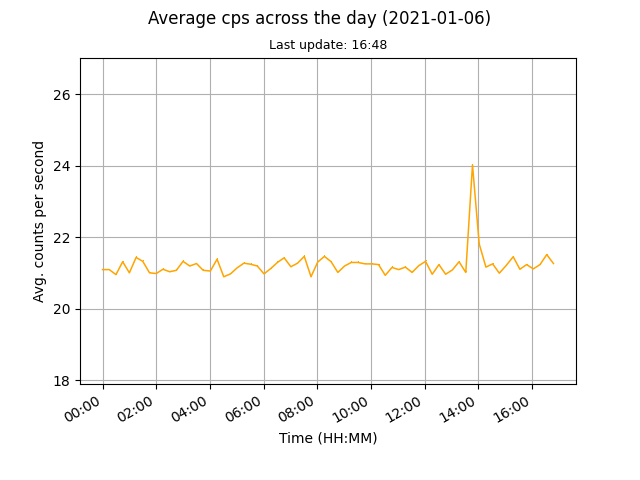 Average cps across the day (2021-01-06)
Last update: 16:48
26
24
22
20
18
Avg. counts per second
00:00 02:00 04:00 06:00 08:00 10:00 12:00 14:00 16:00
Time (HH:MM)